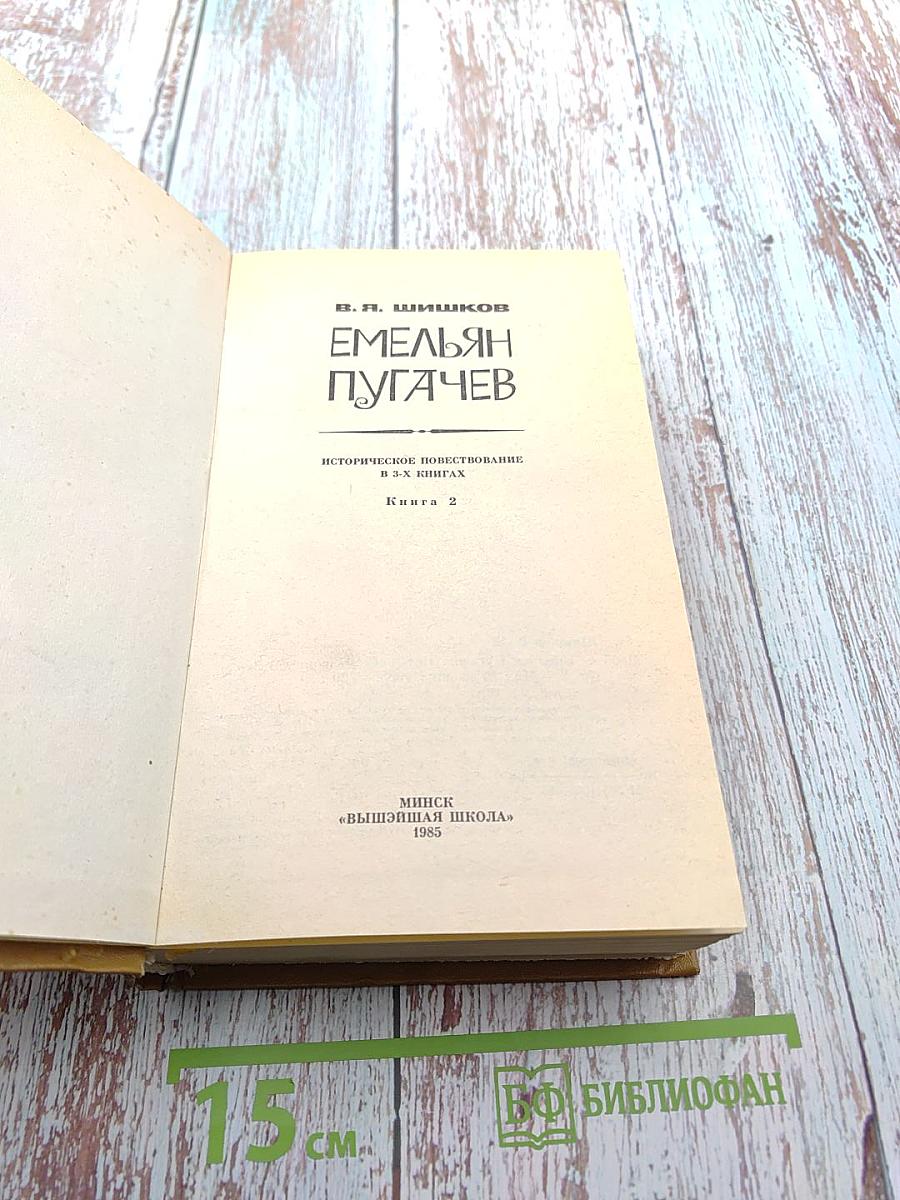 В. Я. ШИШКОВ
ЕМЕЛЬЯН
ПУГАЧЕВ
ИСТОРИЧЕСКОЕ ПОВЕСТВОВАНИЕ
В 3-Х КНИГАХ
Книга 2
МИНСК
«ВЫШЭЙШАЯ ШКОЛА»
1985
15 см
БФ БИБЛИОФАН